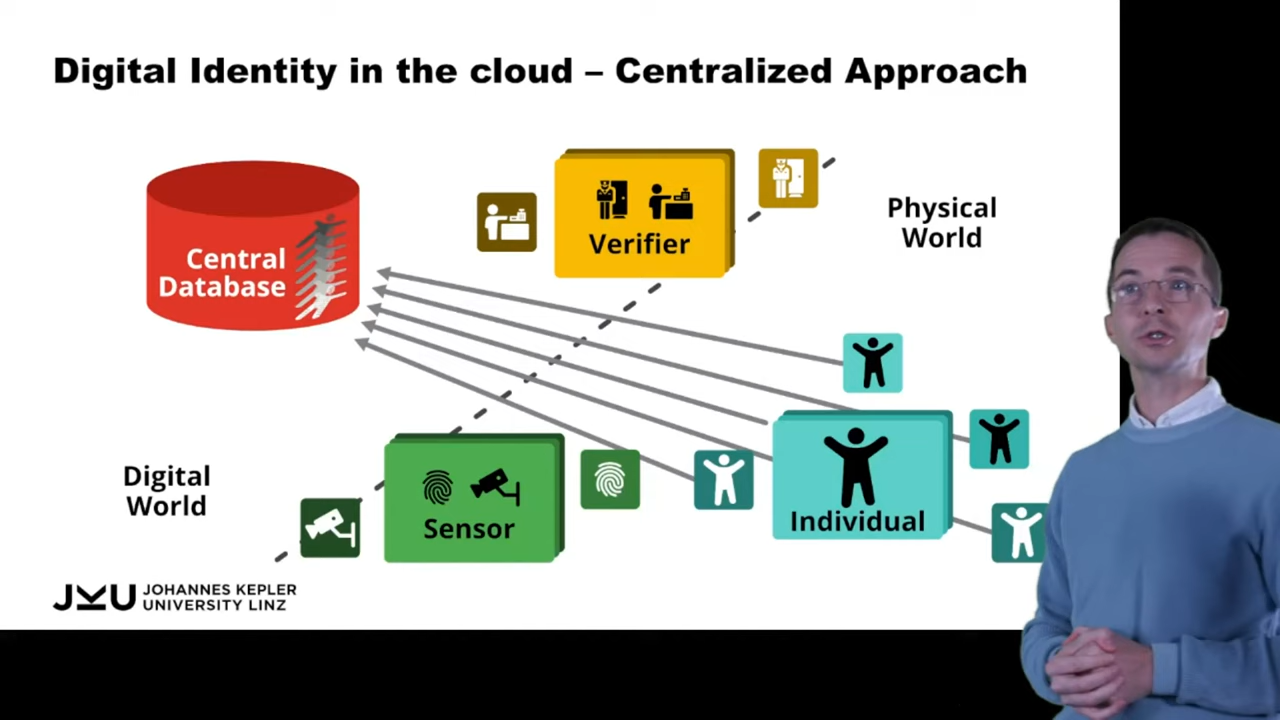 Digital Identity in the cloud – Centralized Approach
Verifier
Physical
World
Central
Database
Digital
World
Sensor
Individual
JKU JOHANNES KEPLER
UNIVERSITY LINZ